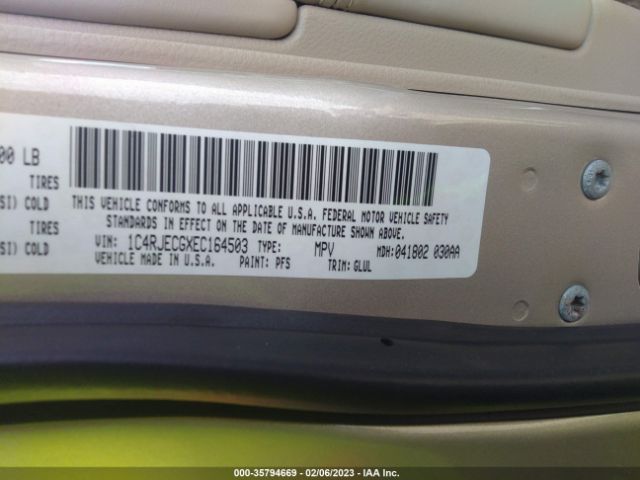 00 LB
TIRES
SI) COLD
TIRES
SI) COLD
THIS VEHICLE CONFORMS TO ALL APPLICABLE U.S.A. FEDERAL MOTOR VEHICLE SAFETY
STANDARDS IN EFFECT ON THE DATE OF MANUFACTURE SHOWN ABOVE.
VIN: 1C4RJECGXEC164503 TYPE: MPV MDH: 041802 030AA
VEHICLE MADE IN U.S.A. PAINT: PFS TRIM: GLUL
000-35794669 - 02/06/2023 - IAA Inc.